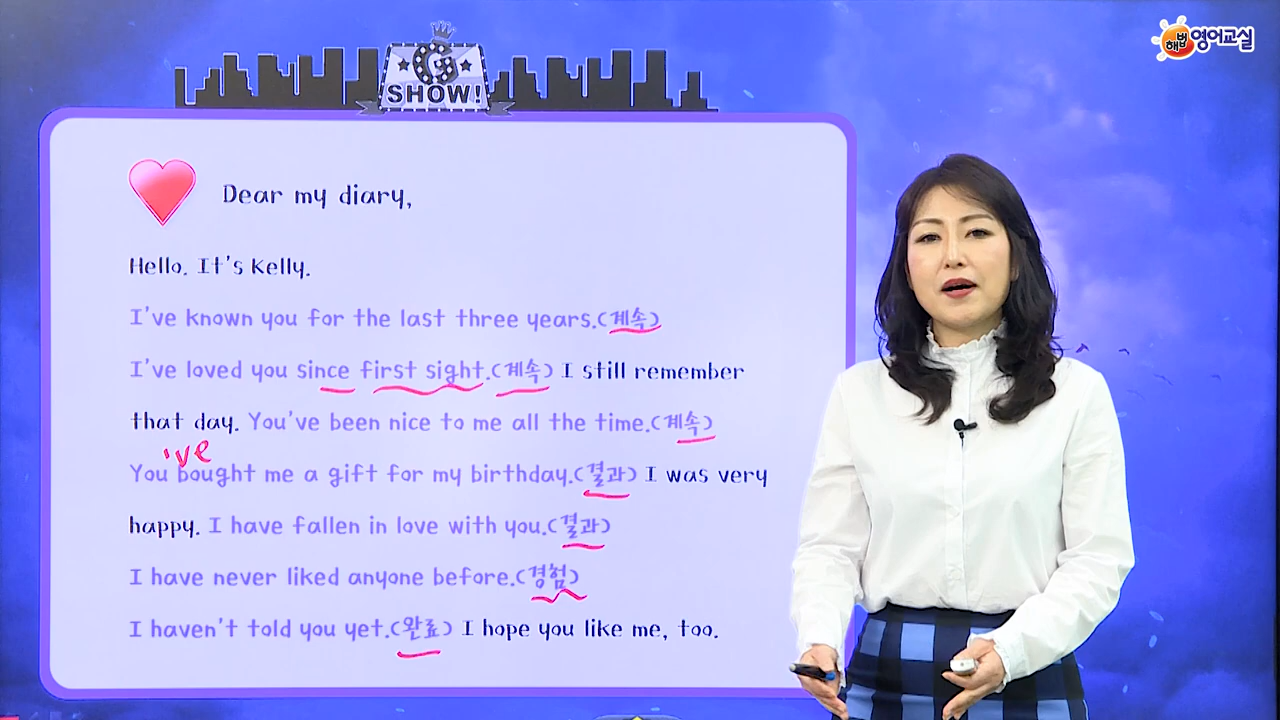 G
SHOW!
해법 영어교실
Dear my diary,
Hello. It's Kelly.
I've known you for the last three years.(계속)
I've loved you since first sight.(계속) I still remember
that day. You've been nice to me all the time.(계속)
've
You bought me a gift for my birthday.(결과) I was very
happy. I have fallen in love with you.(결과)
I have never liked anyone before.(경험)
I haven't told you yet.(완료) I hope you like me, too.